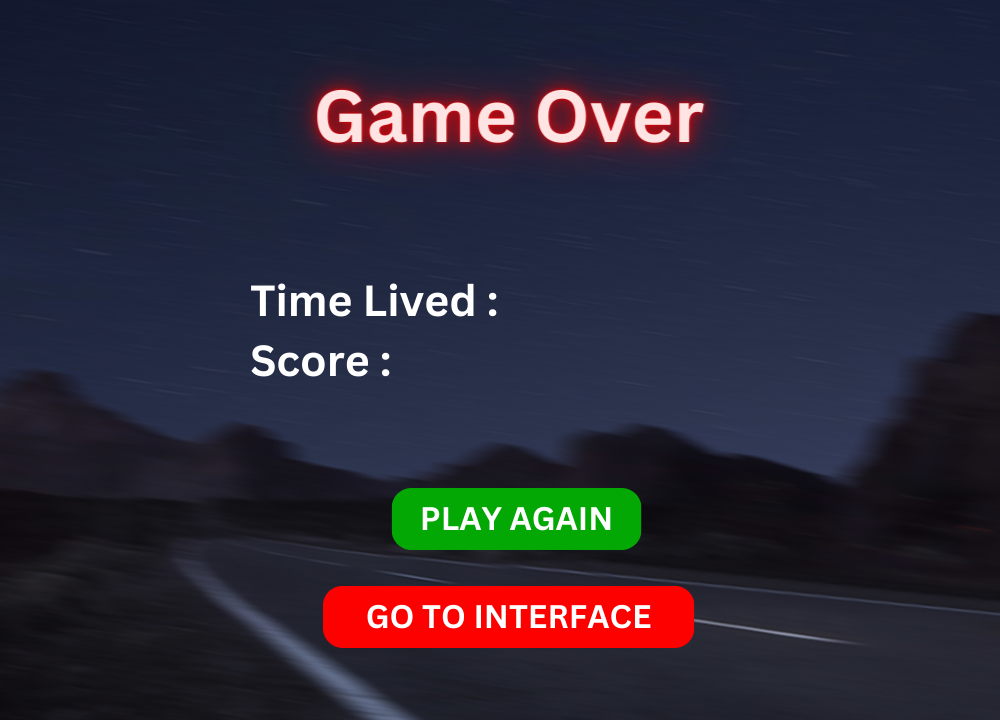 Game Over
Time Lived :
Score :
PLAY AGAIN
GO TO INTERFACE